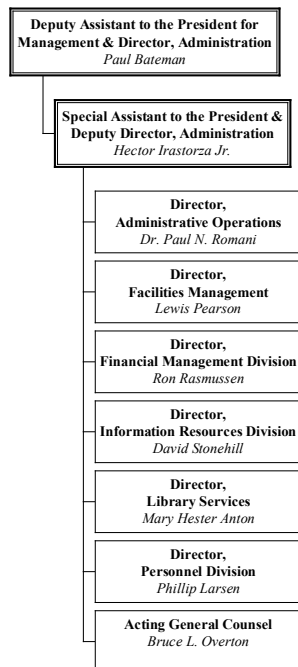 Deputy Assistant to the President for
Management & Director, Administration
Paul Bateman
Special Assistant to the President &
Deputy Director, Administration
Hector Irastorza Jr.
Director,
Administrative Operations
Dr. Paul N. Romani
Director,
Facilities Management
Lewis Pearson
Director,
Financial Management Division
Ron Rasmussen
Director,
Information Resources Division
David Stonehill
Director,
Library Services
Mary Hester Anton
Director,
Personnel Division
Phillip Larsen
Acting General Counsel
Bruce L. Overton